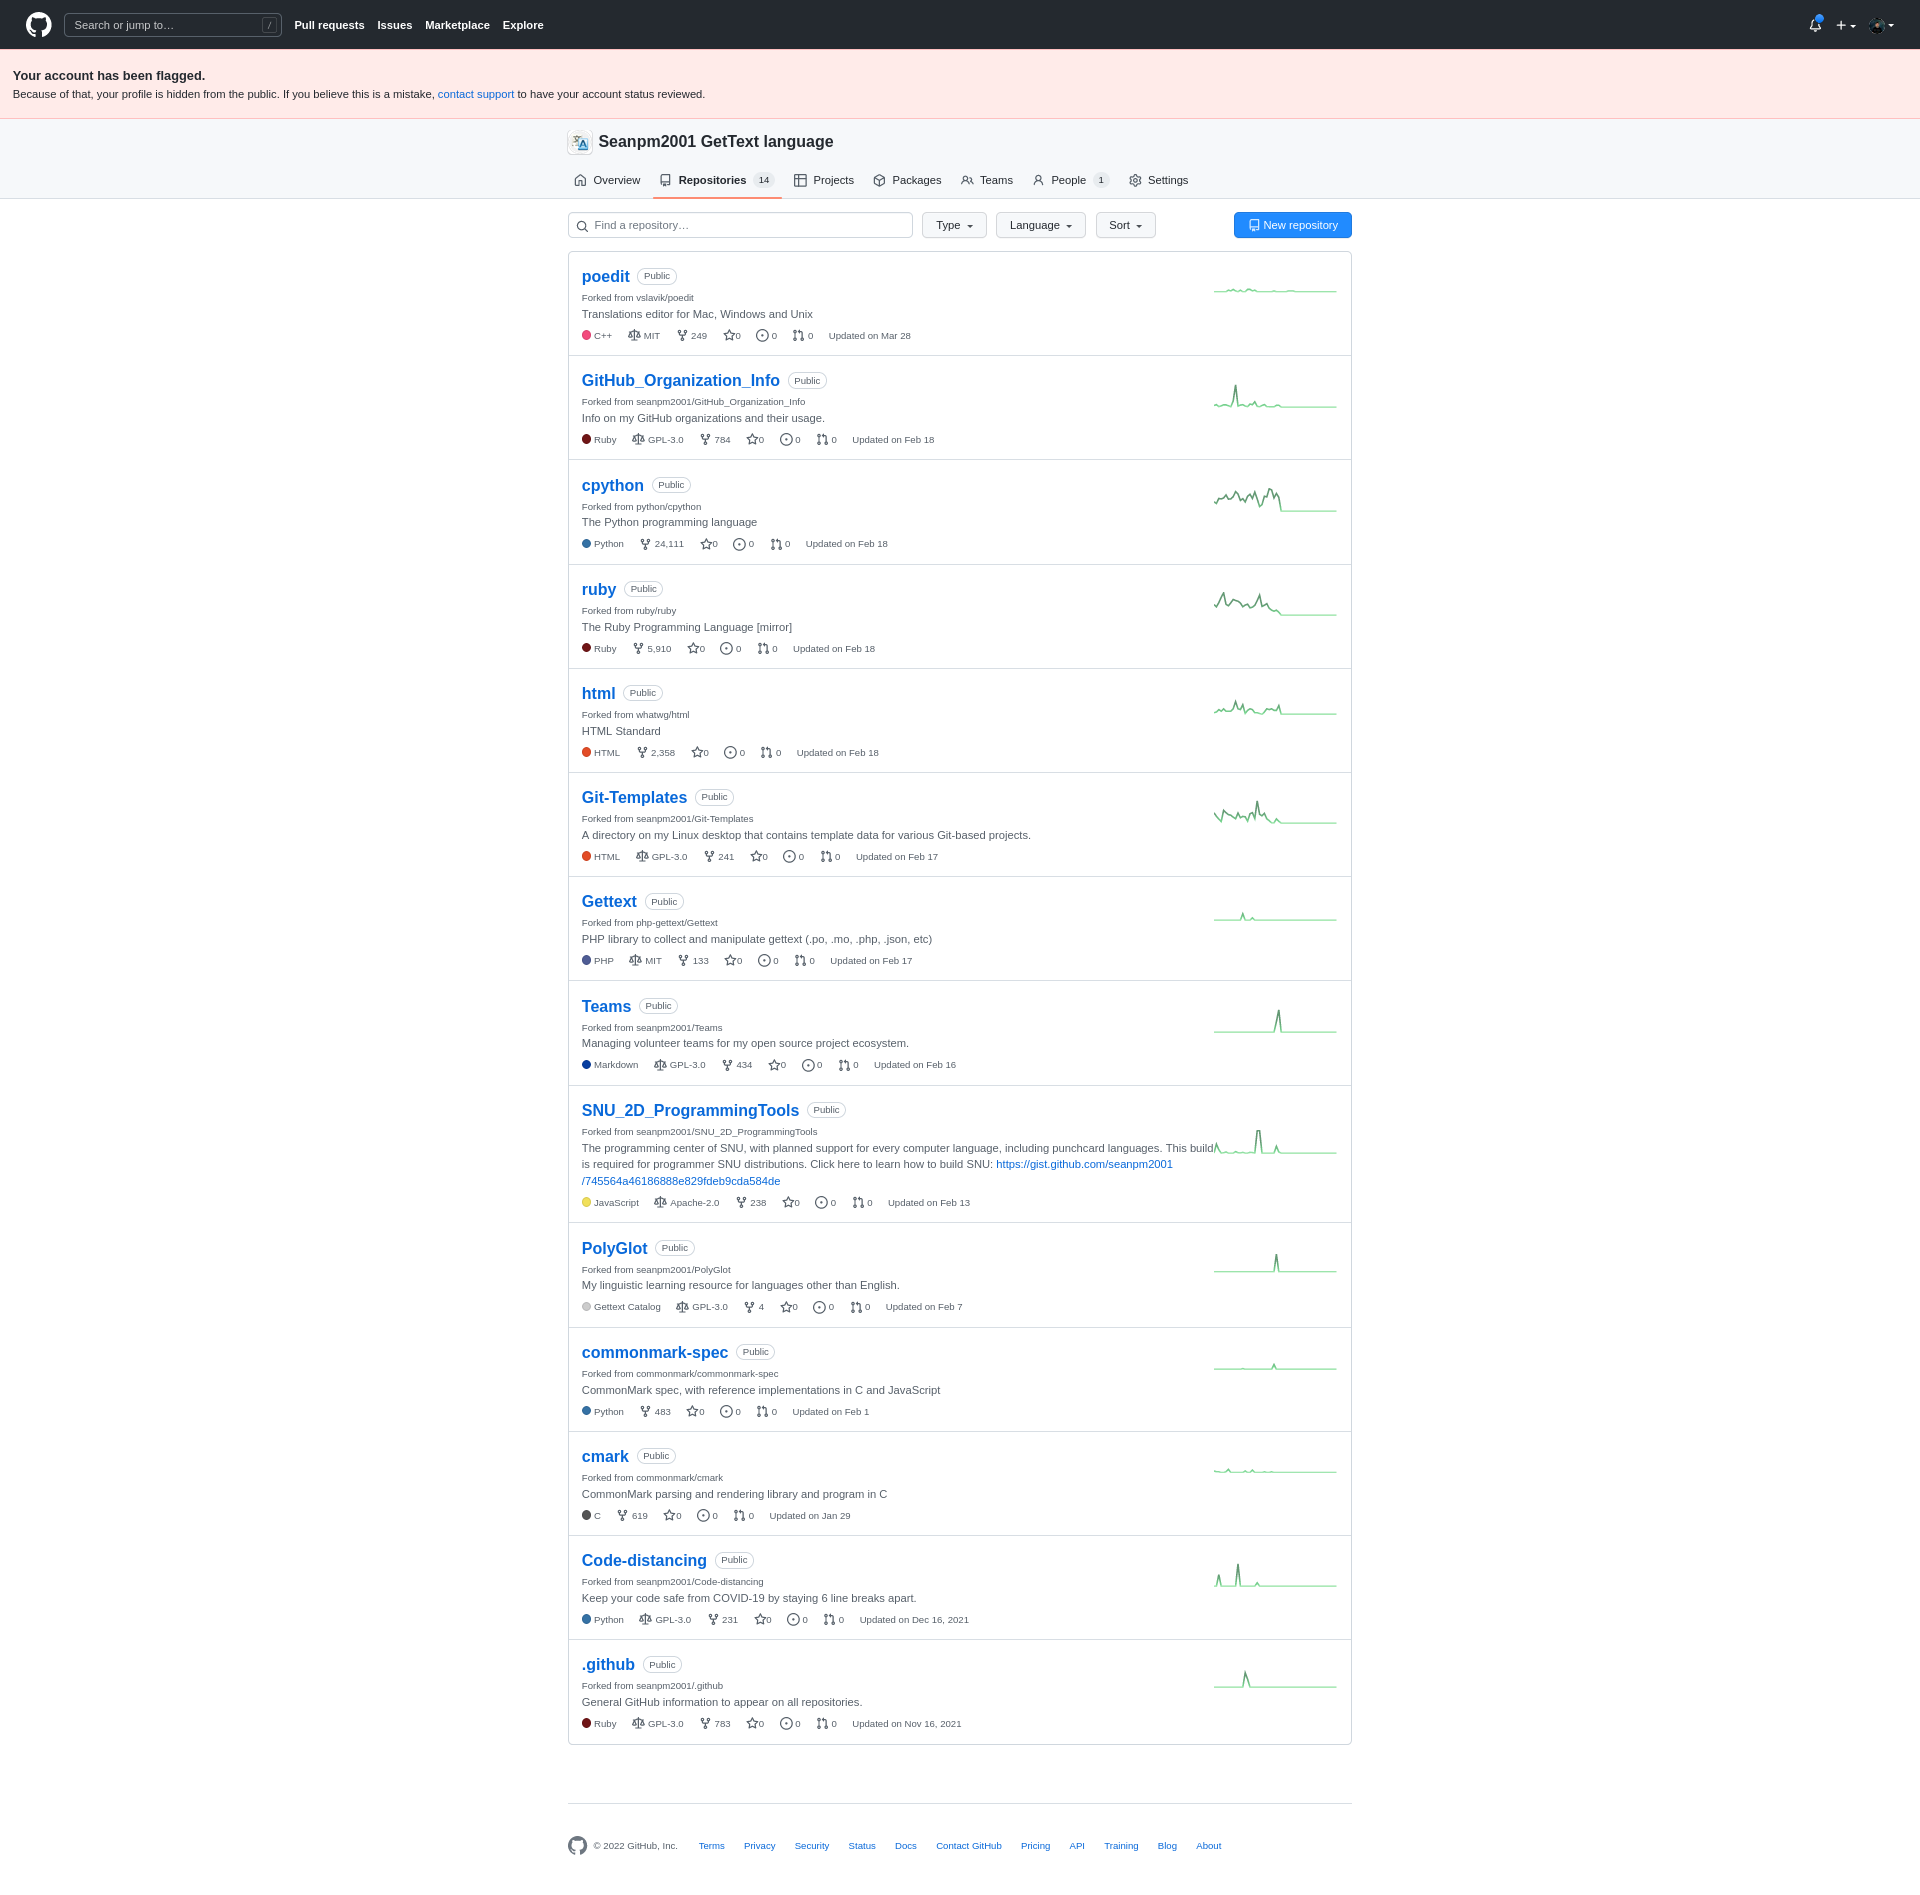 Search or jump to… /
Pull requests Issues Marketplace Explore
Your account has been flagged.
Because of that, your profile is hidden from the public. If you believe this is a mistake, contact support to have your account status reviewed.
Seanpm2001 GetText language
Overview Repositories 14 Projects Packages Teams People 1 Settings
Find a repository… Type Language Sort New repository
poedit Public
Forked from vslavik/poedit
Translations editor for Mac, Windows and Unix
C++ MIT 249 0 0 0 Updated on Mar 28
GitHub_Organization_Info Public
Forked from seanpm2001/GitHub_Organization_Info
Info on my GitHub organizations and their usage.
Ruby GPL-3.0 784 0 0 0 Updated on Feb 18
cpython Public
Forked from python/cpython
The Python programming language
Python 24,111 0 0 0 Updated on Feb 18
ruby Public
Forked from ruby/ruby
The Ruby Programming Language [mirror]
Ruby 5,910 0 0 0 Updated on Feb 18
html Public
Forked from whatwg/html
HTML Standard
HTML 2,358 0 0 0 Updated on Feb 18
Git-Templates Public
Forked from seanpm2001/Git-Templates
A directory on my Linux desktop that contains template data for various Git-based projects.
HTML GPL-3.0 241 0 0 0 Updated on Feb 17
Gettext Public
Forked from php-gettext/Gettext
PHP library to collect and manipulate gettext (.po, .mo, .php, .json, etc)
PHP MIT 133 0 0 0 Updated on Feb 17
Teams Public
Forked from seanpm2001/Teams
Managing volunteer teams for my open source project ecosystem.
Markdown GPL-3.0 434 0 0 0 Updated on Feb 16
SNU_2D_ProgrammingTools Public
Forked from seanpm2001/SNU_2D_ProgrammingTools
The programming center of SNU, with planned support for every computer language, including punchcard languages. This build
is required for programmer SNU distributions. Click here to learn how to build SNU: https://gist.github.com/seanpm2001
/745564a46186888e829fdeb9cda584de
JavaScript Apache-2.0 238 0 0 0 Updated on Feb 13
PolyGlot Public
Forked from seanpm2001/PolyGlot
My linguistic learning resource for languages other than English.
Gettext Catalog GPL-3.0 4 0 0 0 Updated on Feb 7
commonmark-spec Public
Forked from commonmark/commonmark-spec
CommonMark spec, with reference implementations in C and JavaScript
Python 483 0 0 0 Updated on Feb 1
cmark Public
Forked from commonmark/cmark
CommonMark parsing and rendering library and program in C
C 619 0 0 0 Updated on Jan 29
Code-distancing Public
Forked from seanpm2001/Code-distancing
Keep your code safe from COVID-19 by staying 6 line breaks apart.
Python GPL-3.0 231 0 0 0 Updated on Dec 16, 2021
.github Public
Forked from seanpm2001/.github
General GitHub information to appear on all repositories.
Ruby GPL-3.0 783 0 0 0 Updated on Nov 16, 2021
© 2022 GitHub, Inc. Terms Privacy Security Status Docs Contact GitHub Pricing API Training Blog About